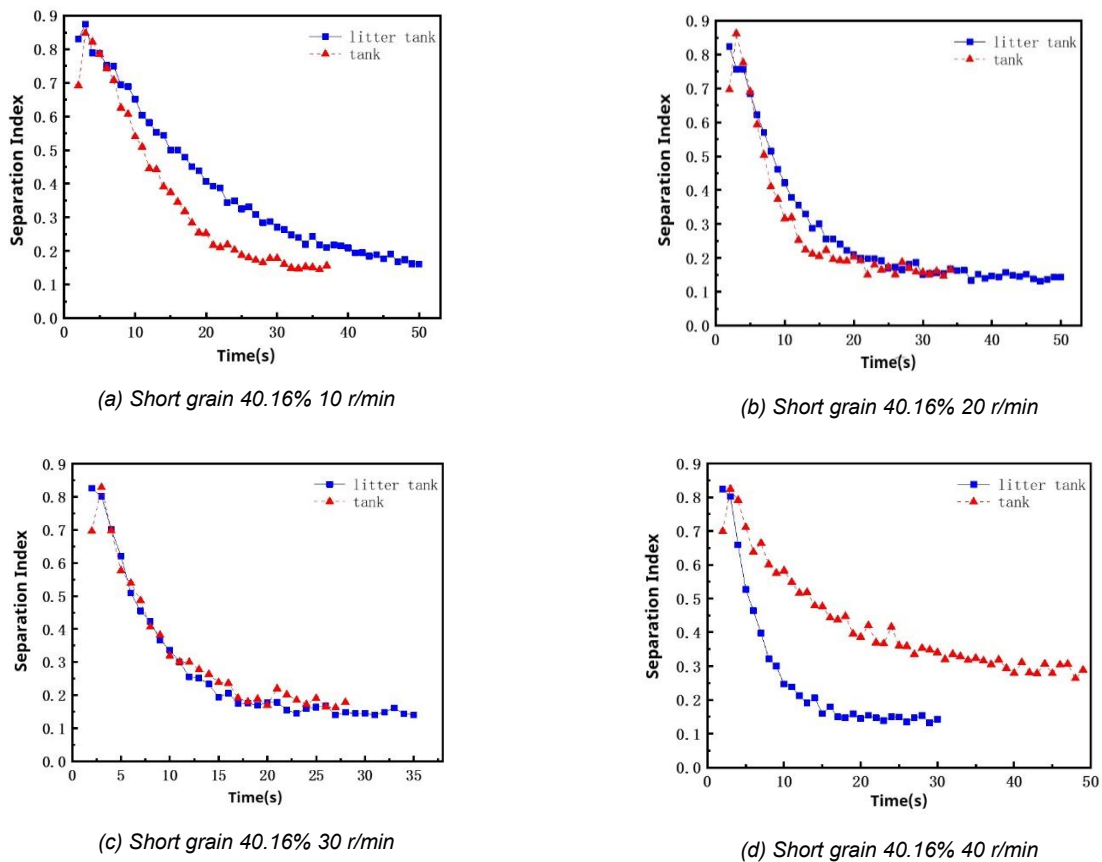 0.9
0.8
0.7
0.6
0.5
0.4
0.3
0.2
0.1
0.0
Separation Index
litter tank
tank
0 10 20 30 40 50
Time(s)
(a) Short grain 40.16% 10 r/min
0.9
0.8
0.7
0.6
0.5
0.4
0.3
0.2
0.1
0.0
Separation Index
litter tank
tank
0 10 20 30 40 50
Time(s)
(b) Short grain 40.16% 20 r/min
0.9
0.8
0.7
0.6
0.5
0.4
0.3
0.2
0.1
0.0
Separation Index
litter tank
tank
0 5 10 15 20 25 30 35
Time(s)
(c) Short grain 40.16% 30 r/min
0.9
0.8
0.7
0.6
0.5
0.4
0.3
0.2
0.1
0.0
Separation Index
litter tank
tank
0 10 20 30 40 50
Time(s)
(d) Short grain 40.16% 40 r/min